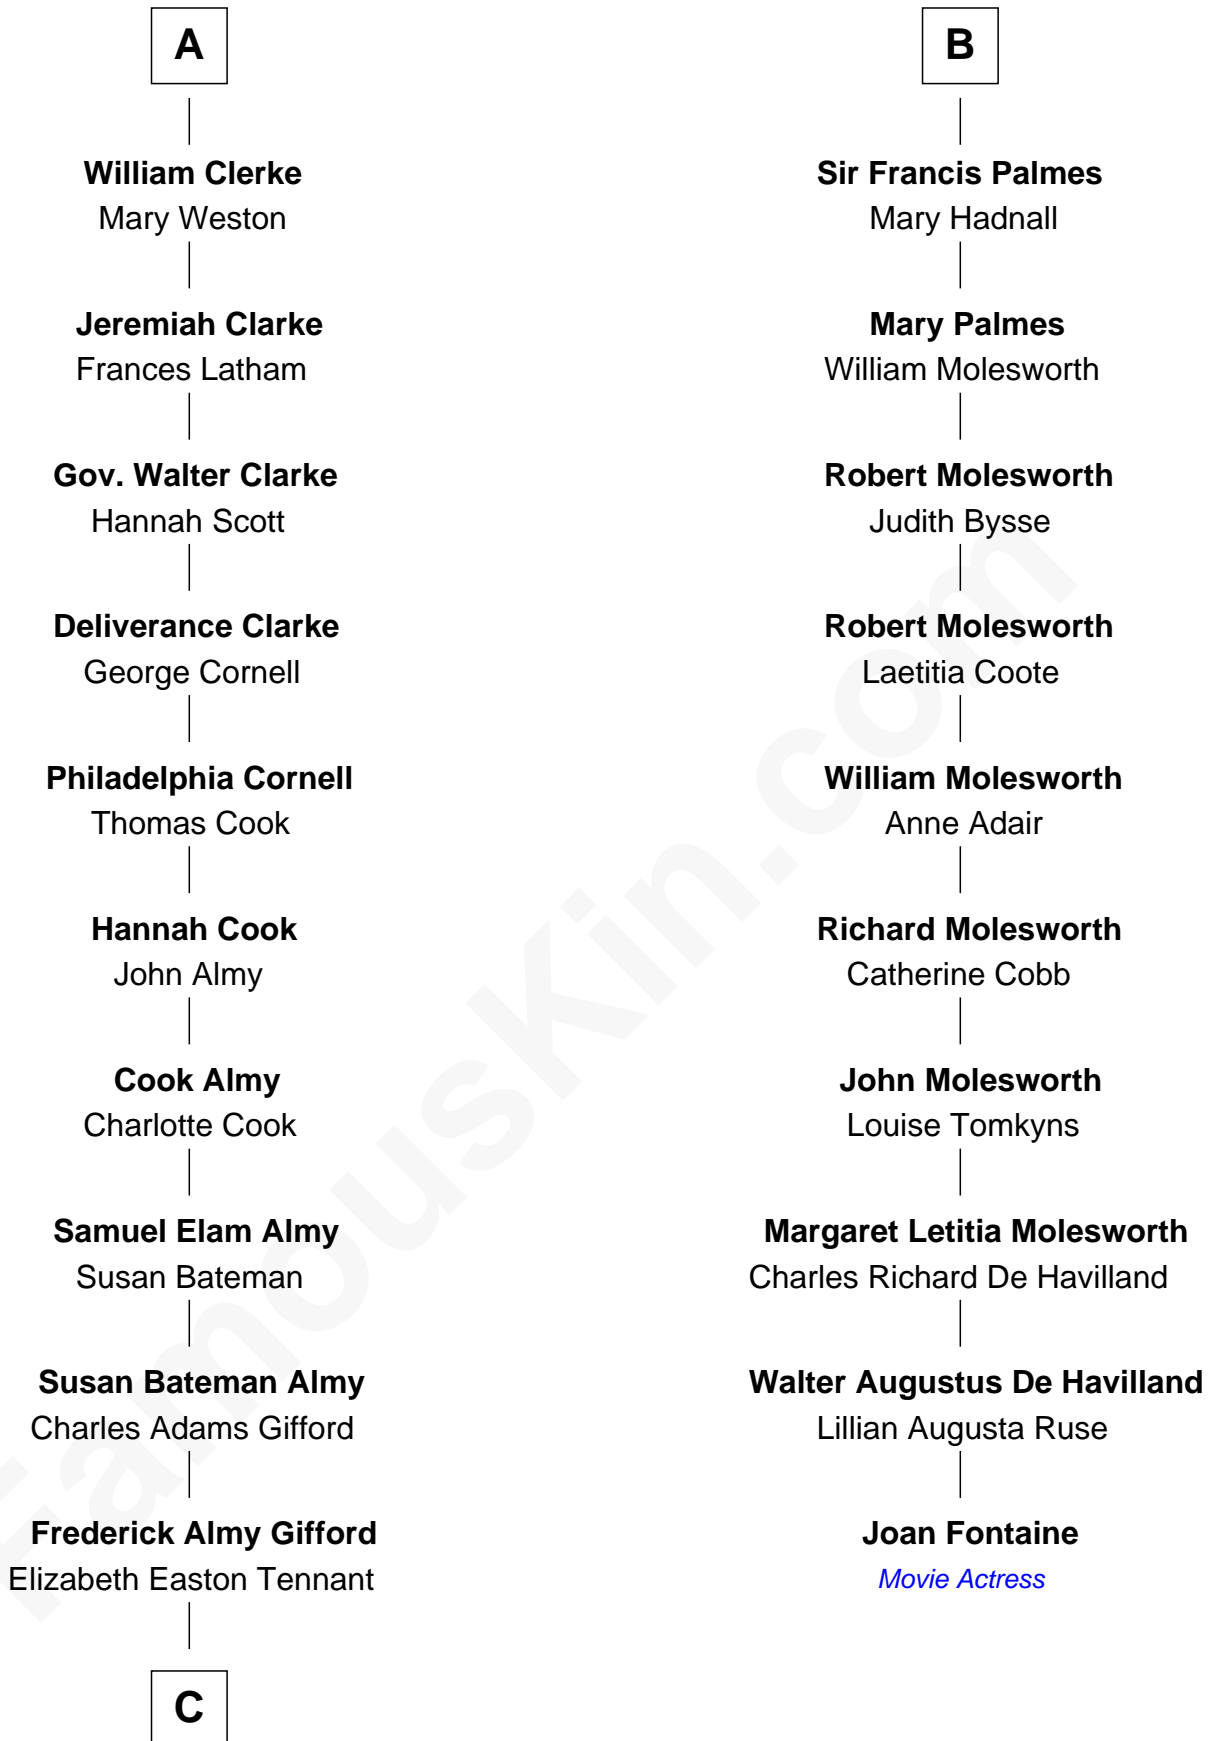 A
William Clerke
Mary Weston
Jeremiah Clarke
Frances Latham
Gov. Walter Clarke
Hannah Scott
Deliverance Clarke
George Cornell
Philadelphia Cornell
Thomas Cook
Hannah Cook
John Almy
Cook Almy
Charlotte Cook
Samuel Elam Almy
Susan Bateman
Susan Bateman Almy
Charles Adams Gifford
Frederick Almy Gifford
Elizabeth Easton Tennant
C
B
Sir Francis Palmes
Mary Hadnall
Mary Palmes
William Molesworth
Robert Molesworth
Judith Bysse
Robert Molesworth
Laetitia Coote
William Molesworth
Anne Adair
Richard Molesworth
Catherine Cobb
John Molesworth
Louise Tomkyns
Margaret Letitia Molesworth
Charles Richard De Havilland
Walter Augustus De Havilland
Lillian Augusta Ruse
Joan Fontaine
Movie Actress
FamousKin.com